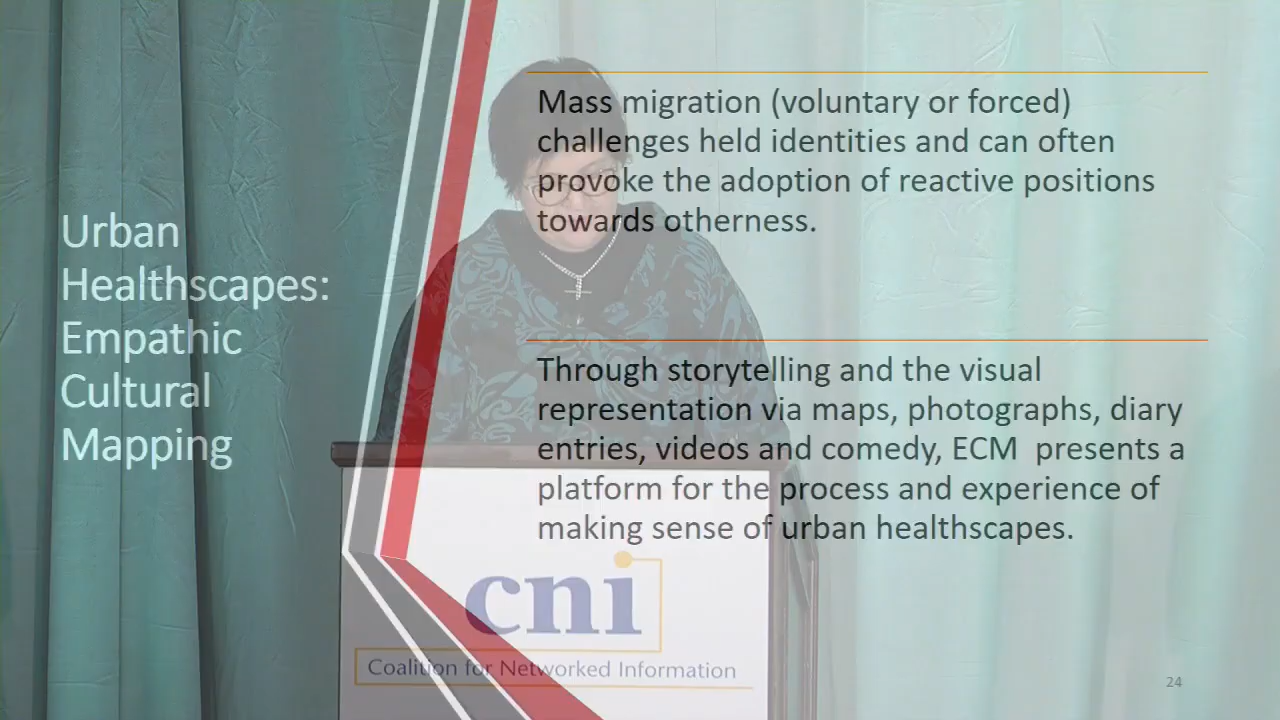 Urban
Healthscapes:
Empathic
Cultural
Mapping
Mass migration (voluntary or forced)
challenges held identities and can often
provoke the adoption of reactive positions
towards otherness.
Through storytelling and the visual
representation via maps, photographs, diary
entries, videos and comedy, ECM  presents a
platform for the process and experience of
making sense of urban healthscapes.
cni
Coalition for Networked Information
24